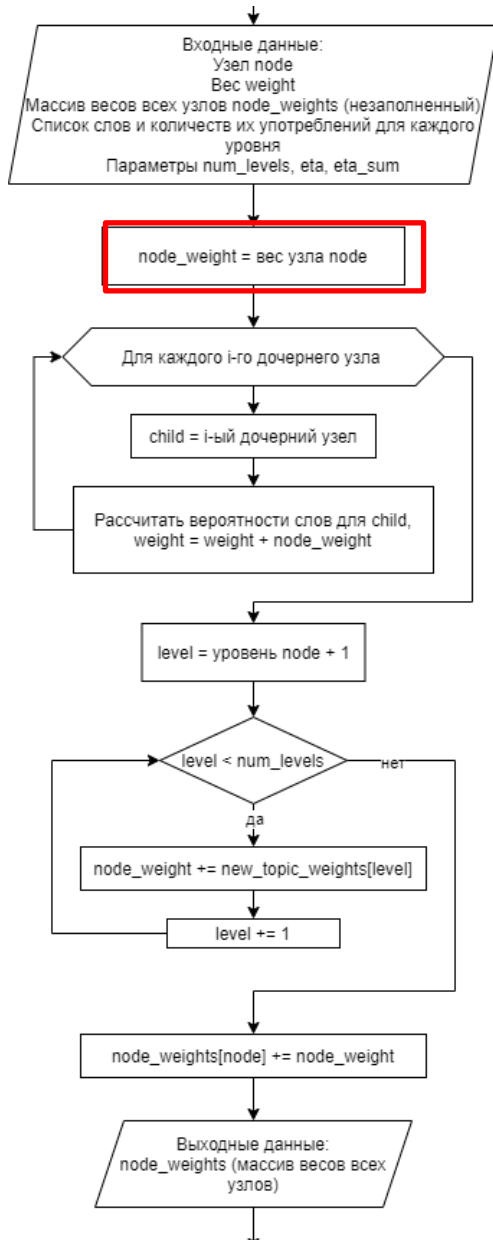 Входные данные:
Узел node
Вес weight
Массив весов всех узлов node_weights (незаполненный)
Список слов и количеств их употреблений для каждого
уровня
Параметры num_levels, eta, eta_sum
node_weight = вес узла node
Для каждого i-го дочернего узла
child = i-ый дочерний узел
Рассчитать вероятности слов для child,
weight = weight + node_weight
level = уровень node + 1
level < num_levels
нет
да
node_weight += new_topic_weights[level]
level += 1
node_weights[node] += node_weight
Выходные данные:
node_weights (массив весов всех
узлов)